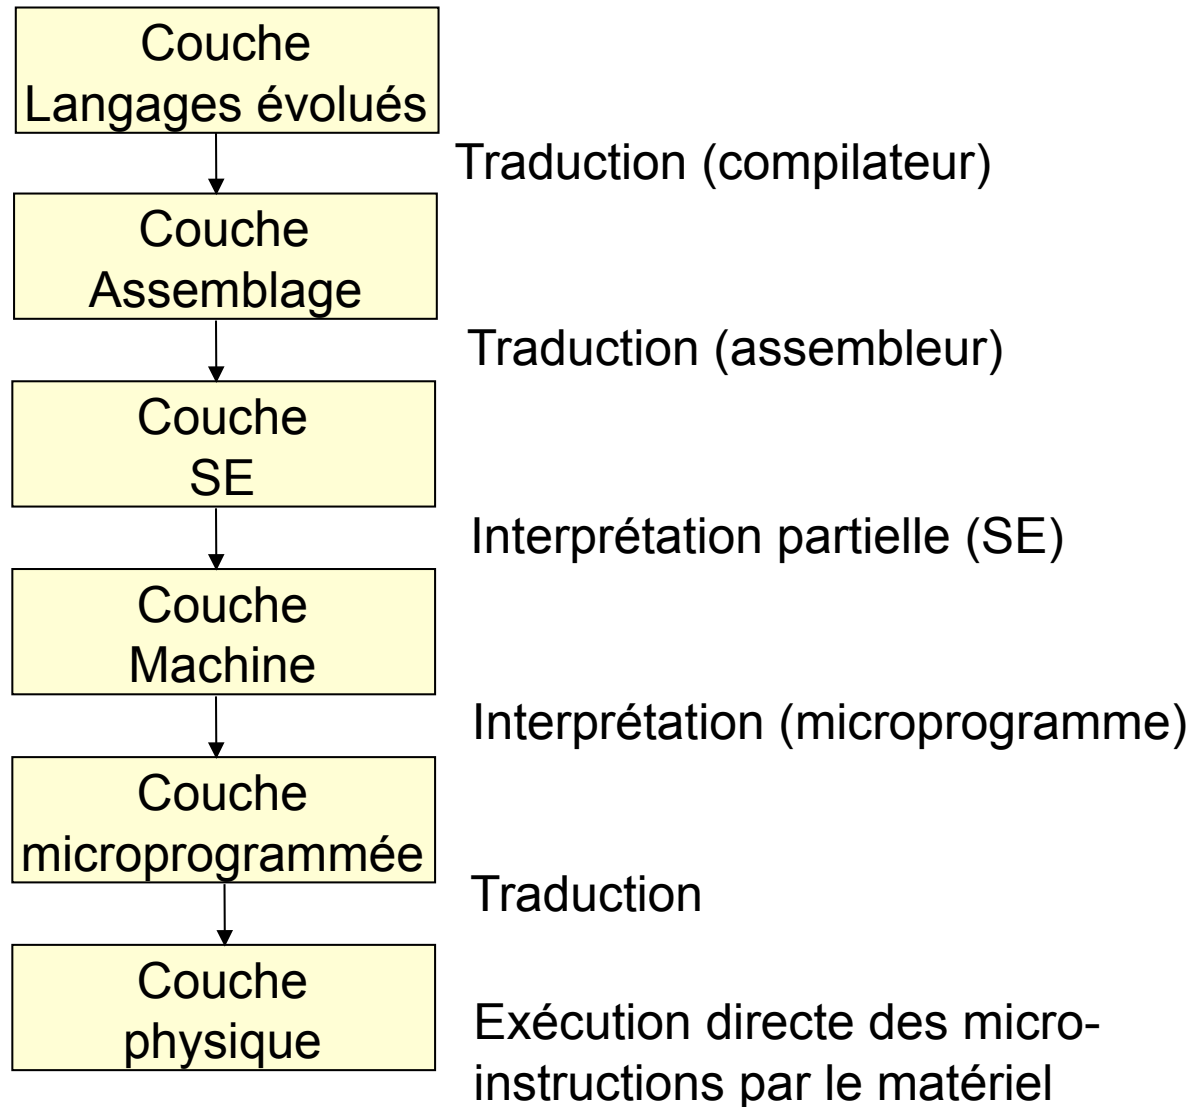 Couche
Langages évolués
Traduction (compilateur)
Couche
Assemblage
Traduction (assembleur)
Couche
SE
Interprétation partielle (SE)
Couche
Machine
Interprétation (microprogramme)
Couche
microprogrammée
Traduction
Couche
physique
Exécution directe des micro-
instructions par le matériel